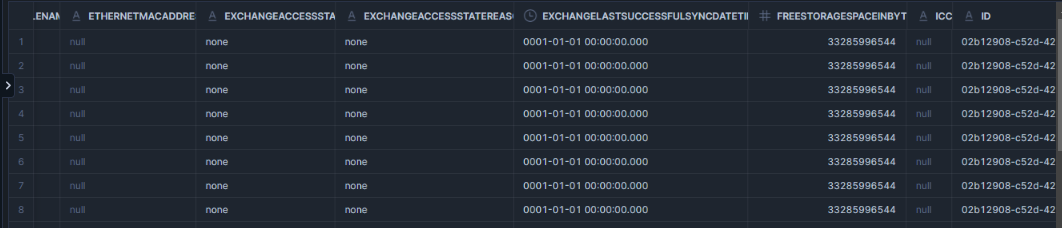 .ENAM ETHERNETMACADDRE EXCHANGEACCESSSTA EXCHANGEACCESSSTATEREASO EXCHANGELASTSUCCESSFULSYNCDATETI FREESTORAGESPACEINBYT ICC ID
1 null none none 0001-01-01 00:00:00.000 33285996544 null 02b12908-c52d-42
2 null none none 0001-01-01 00:00:00.000 33285996544 null 02b12908-c52d-42
3 null none none 0001-01-01 00:00:00.000 33285996544 null 02b12908-c52d-42
4 null none none 0001-01-01 00:00:00.000 33285996544 null 02b12908-c52d-42
5 null none none 0001-01-01 00:00:00.000 33285996544 null 02b12908-c52d-42
6 null none none 0001-01-01 00:00:00.000 33285996544 null 02b12908-c52d-42
7 null none none 0001-01-01 00:00:00.000 33285996544 null 02b12908-c52d-42
8 null none none 0001-01-01 00:00:00.000 33285996544 null 02b12908-c52d-42